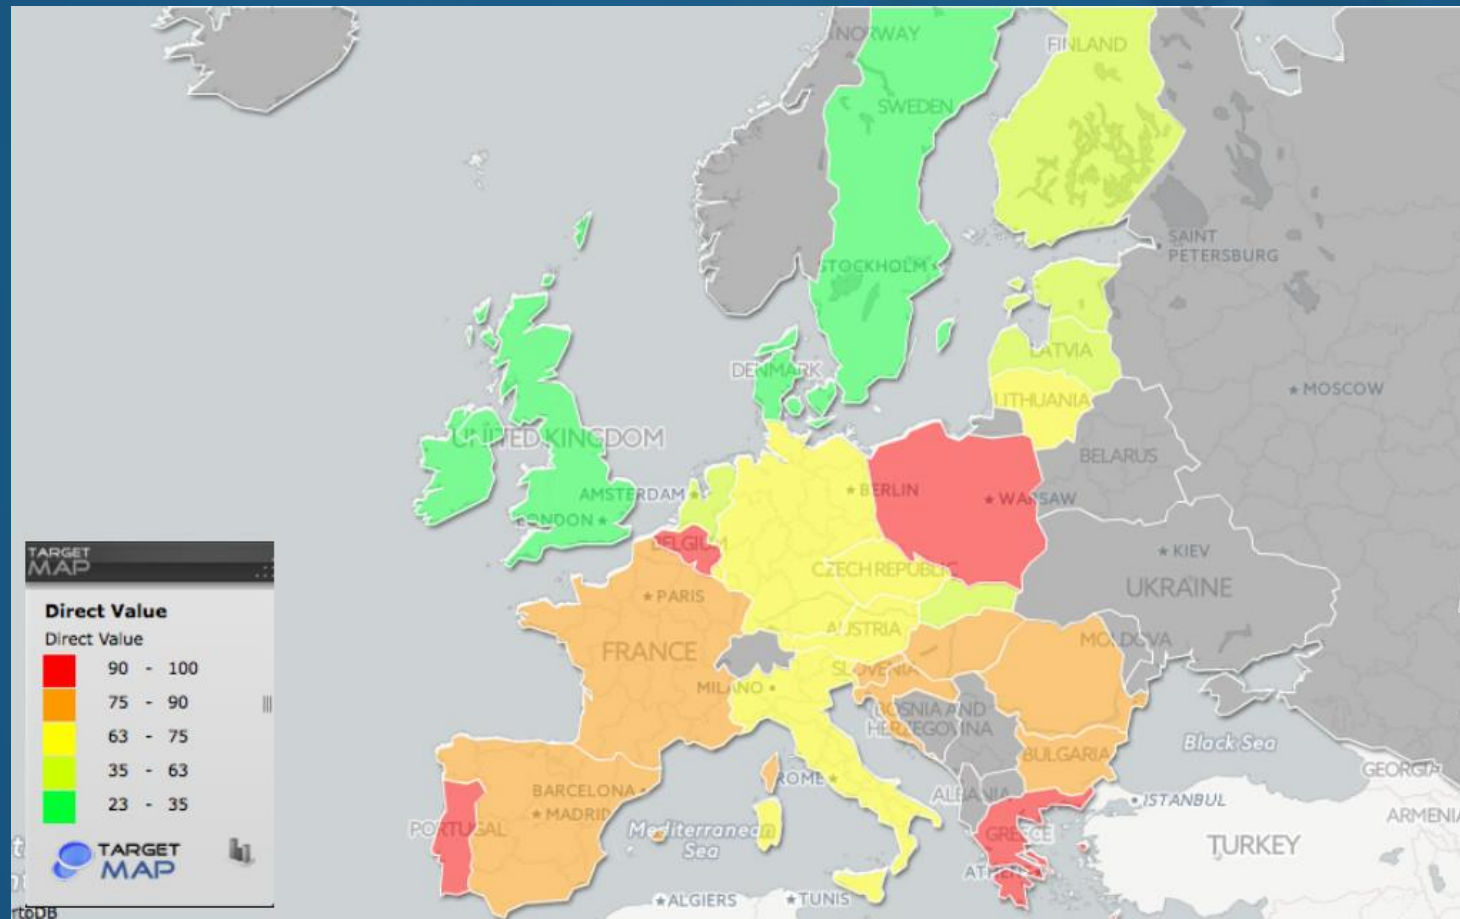 NORWAY
FINLAND
SWEDEN
SAINT
PETERSBURG
STOCKHOLM
LATVIA
DENMARK
MOSCOW
LITHUANIA
UNITED KINGDOM
BELARUS
AMSTERDAM
BERLIN
WARSAW
LONDON
BELGIUM
KIEV
CZECH REPUBLIC
UKRAINE
PARIS
AUSTRIA
MOLDOVA
FRANCE
SLOVENIA
MILANO
BOSNIA AND
HERZEGOVINA
BULGARIA
Black Sea
GEORGIA
ROME
BARCELONA
ALBANIA
ISTANBUL
MADRID
ARMENIA
PORTUGAL
Mediterranean
Sea
GREECE
TURKEY
ATHENS
ALGIERS
TUNIS
TARGET
MAP
Direct Value
Direct Value
90 - 100
75 - 90
63 - 75
35 - 63
23 - 35
TARGET
MAP
rtoDB